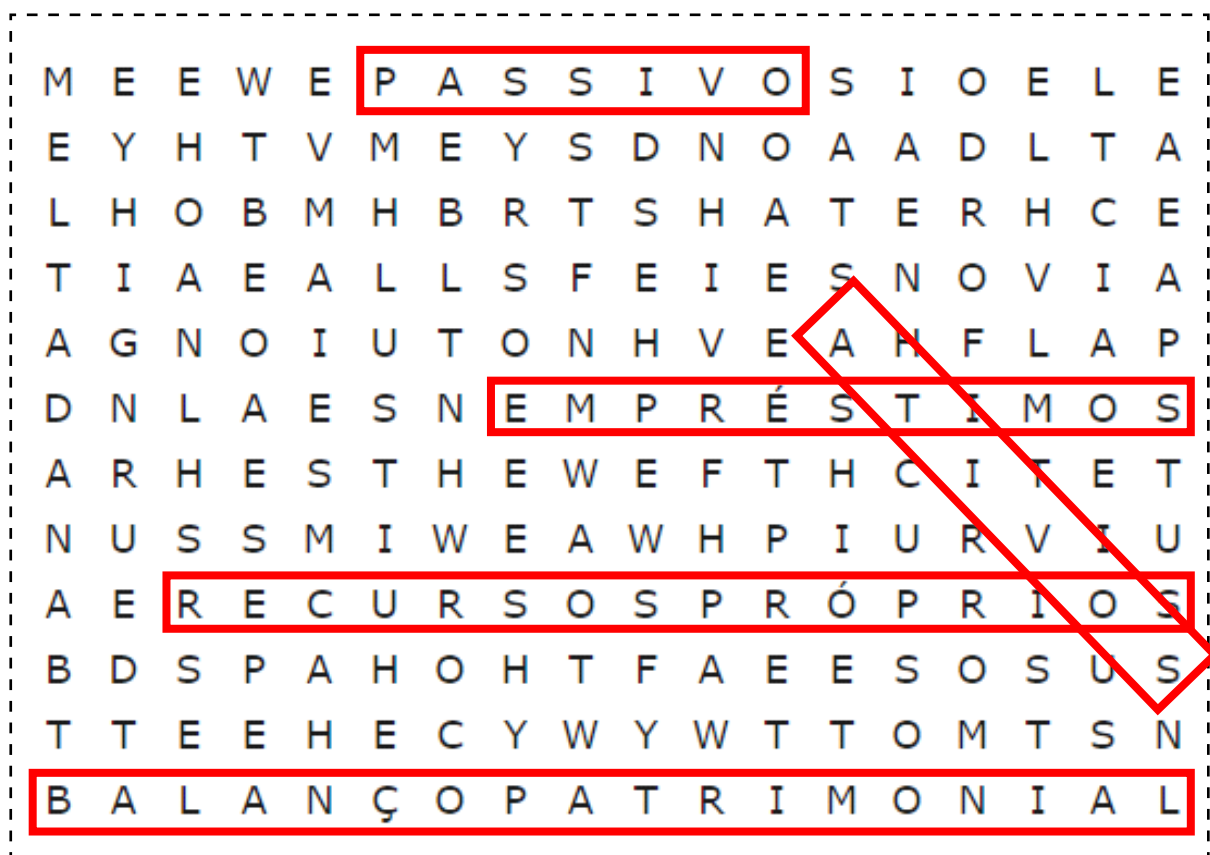 M E E W E P A S S I V O S I O E L E
E Y H T V M E Y S D N O A A D L T A
L H O B M H B R T S H A T E R H C E
T I A E A L L S F E I E S N O V I A
A G N O I U T O N H V E A H F L A P
D N L A E S N E M P R É S T I M O S
A R H E S T H E W E F T H C I T E T
N U S S M I W E A W H P I U R V I U
A E R E C U R S O S P R Ó P R I O S
B D S P A H O H T F A E E S O S U S
T T E E H E C Y W Y W T T O M T S N
B A L A N Ç O P A T R I M O N I A L